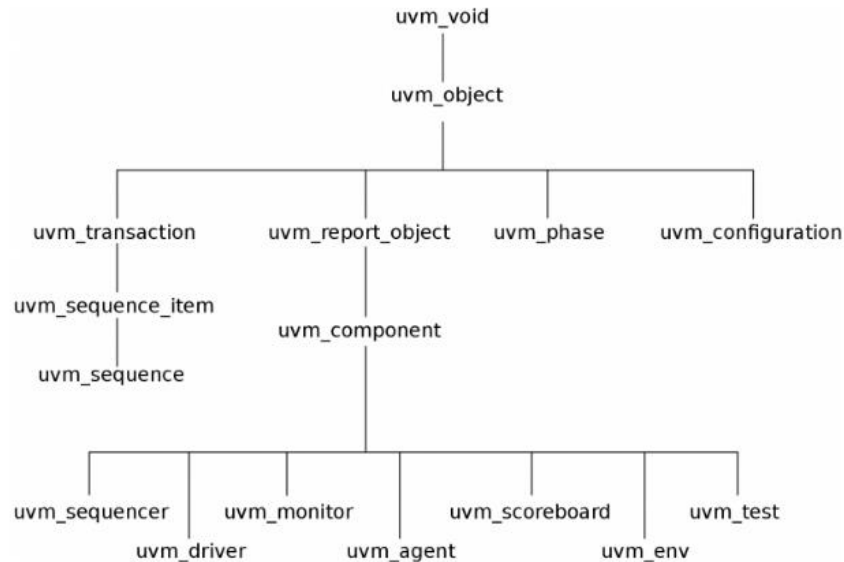 uvm_void
uvm_object
uvm_transaction uvm_report_object uvm_phase uvm_configuration
uvm_sequence_item
uvm_component
uvm_sequence
uvm_sequencer uvm_monitor uvm_scoreboard uvm_test
uvm_driver uvm_agent uvm_env